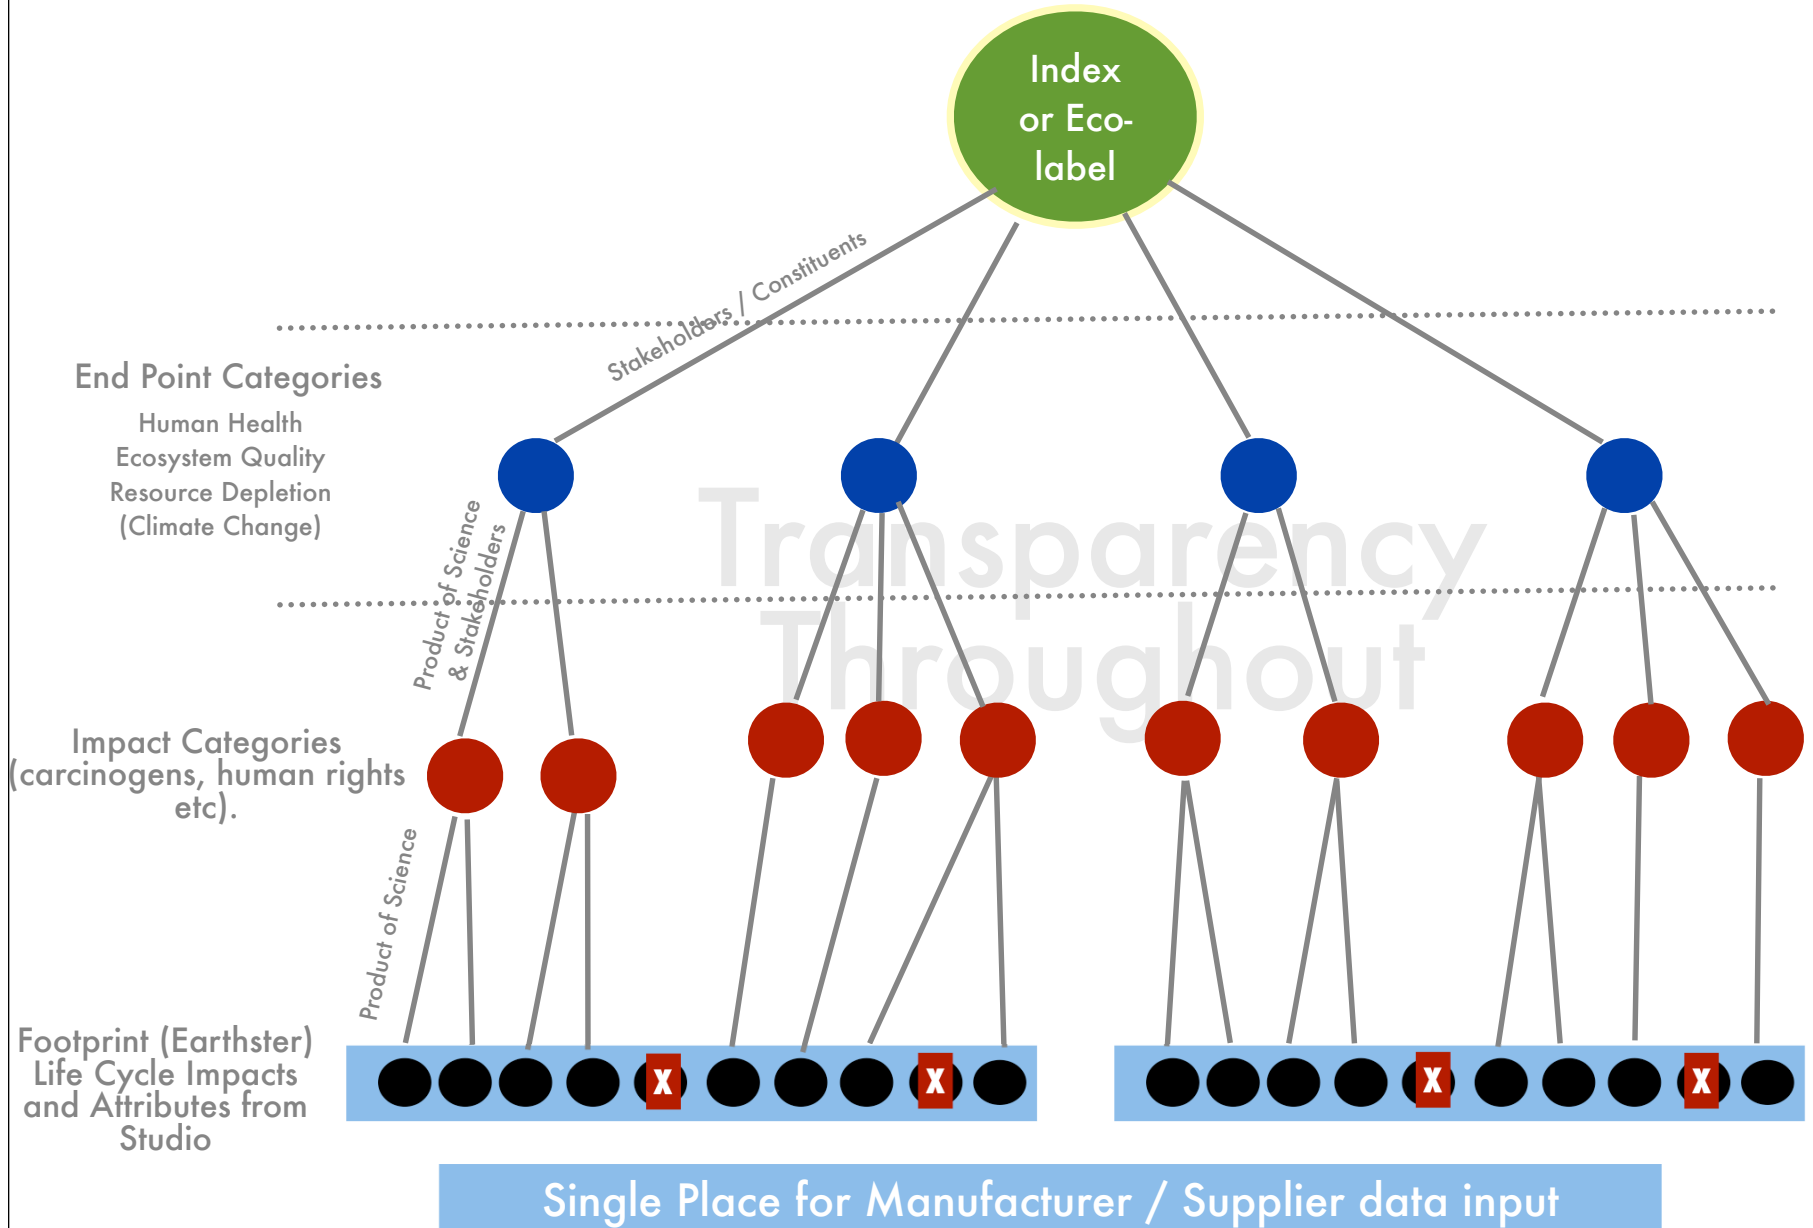 Index
or Eco-
label
Stakeholders / Constituents
End Point Categories
Human Health
Ecosystem Quality
Resource Depletion
(Climate Change)
Transparency
Throughout
Product of Science
& Stakeholders
Impact Categories
(carcinogens, human rights
etc).
Product of Science
Footprint (Earthster)
Life Cycle Impacts
and Attributes from
Studio
X
X
X
X
Single Place for Manufacturer / Supplier data input